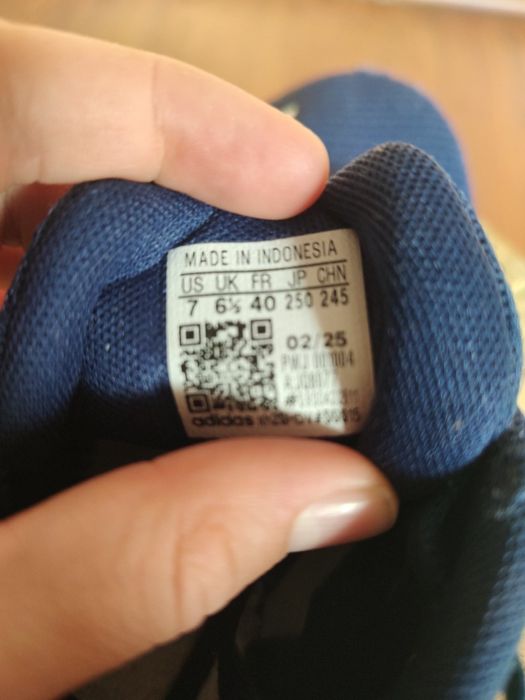 MADE IN INDONESIA
US UK FR JP CHN
7 6½ 40 250 245
02/25
adidas